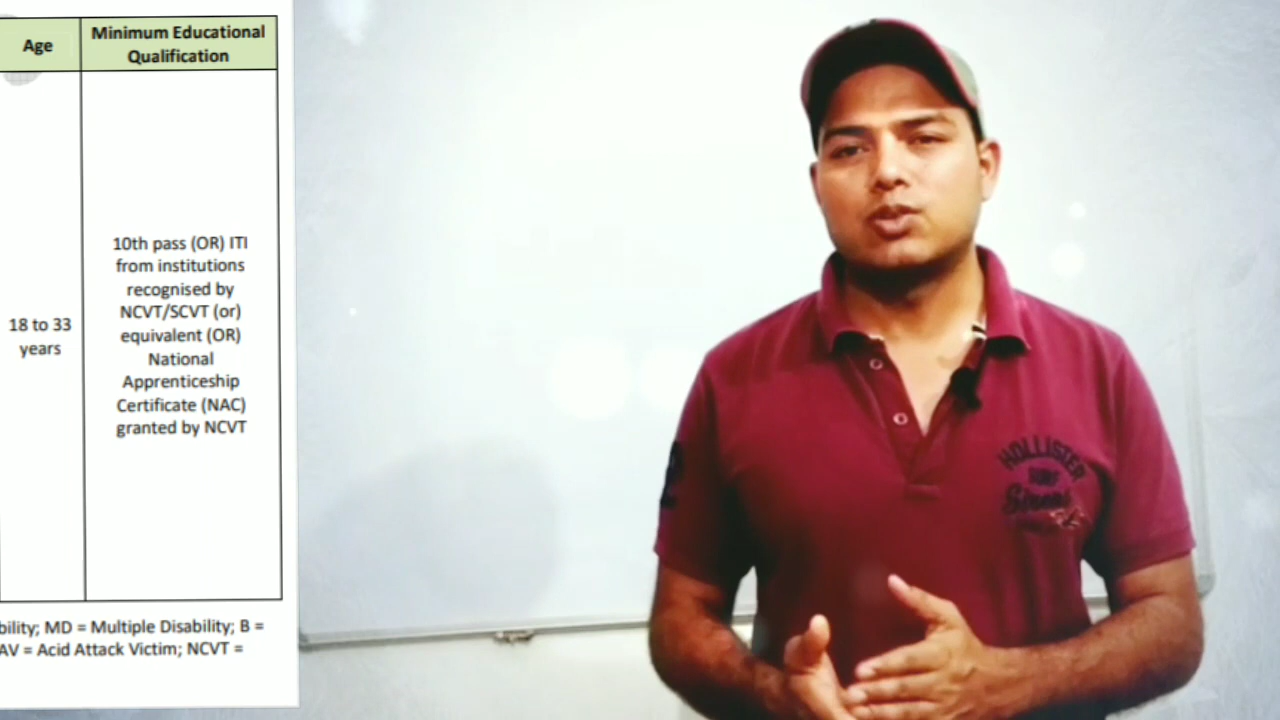 Age
Minimum Educational
Qualification
18 to 33
years
10th pass (OR) ITI
from institutions
recognised by
NCVT/SCVT (or)
equivalent (OR)
National
Apprenticeship
Certificate (NAC)
granted by NCVT
bility; MD = Multiple Disability; B =
AV = Acid Attack Victim; NCVT =
HOLLISTER